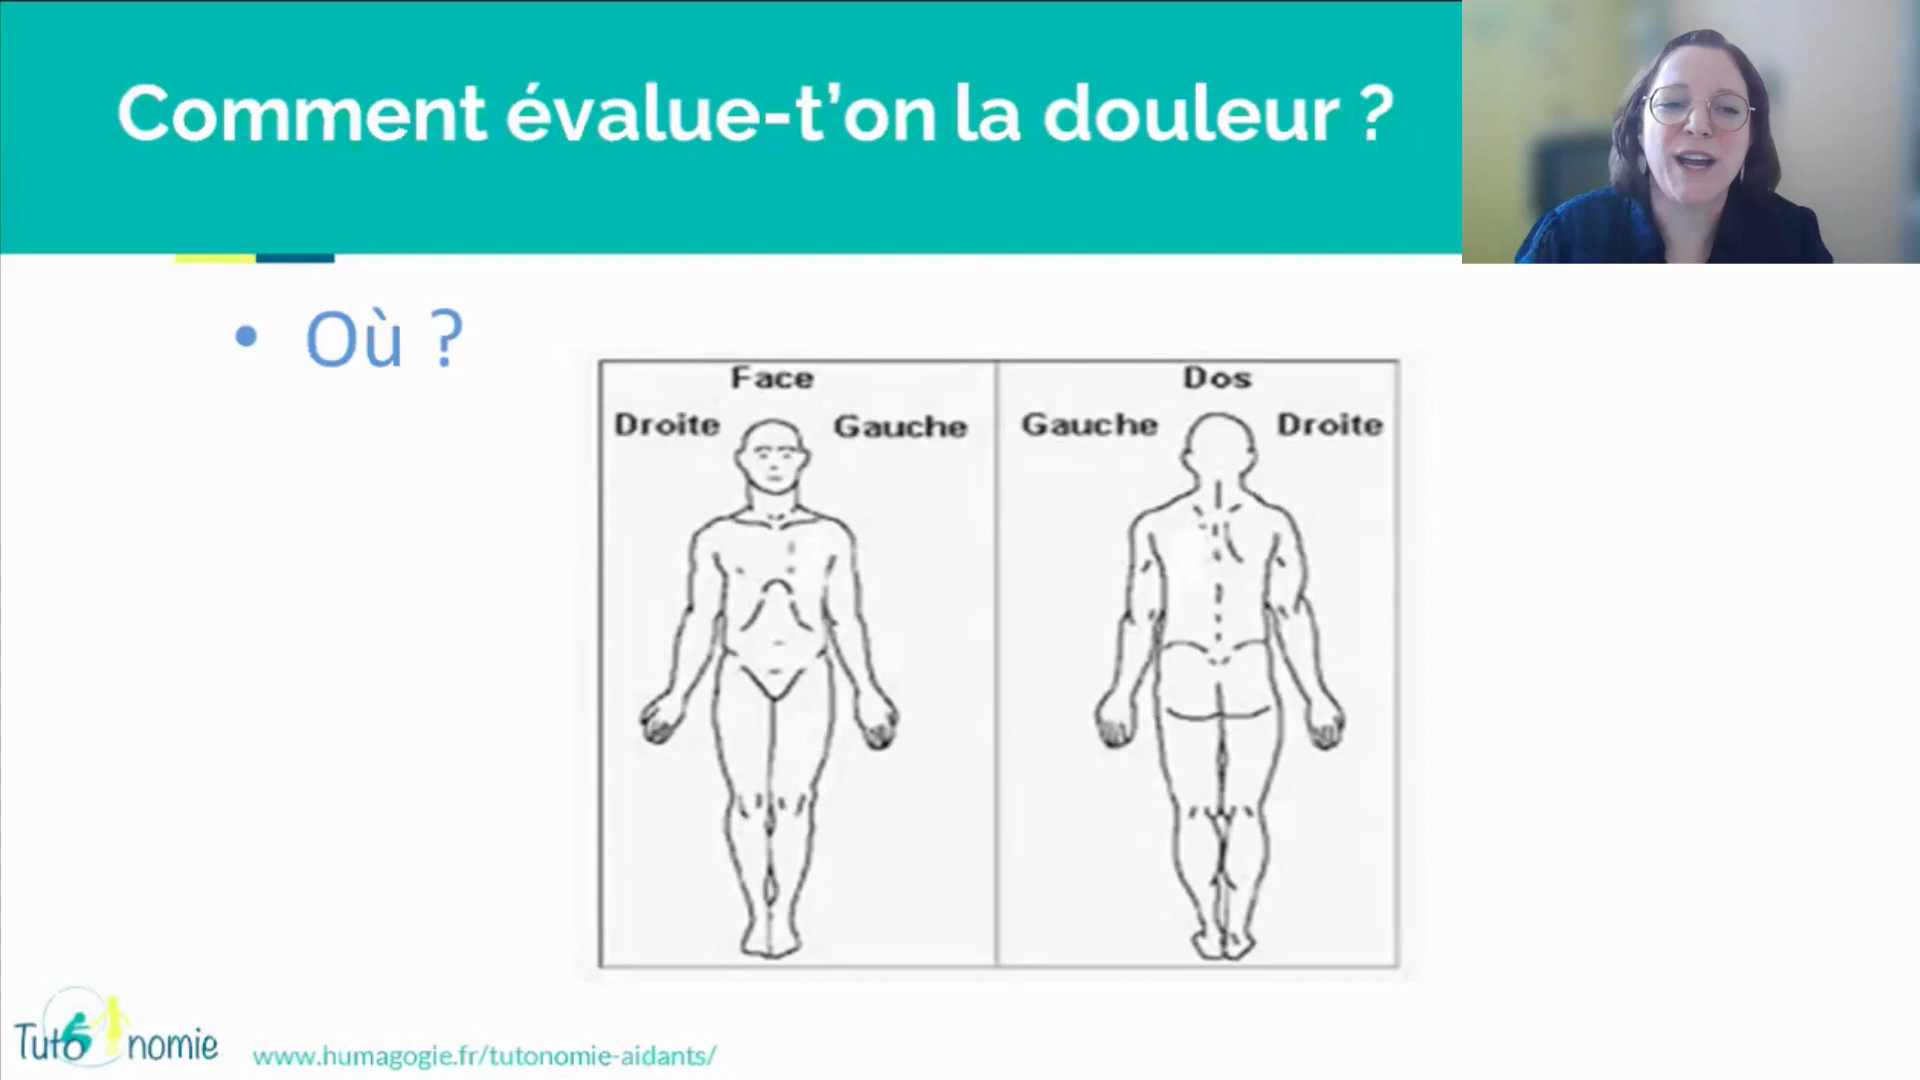 Comment évalue-t'on la douleur ?
• Où ?
Face
Droite Gauche
Dos
Gauche Droite
Tutonomie
www.humagogie.fr/tutonomie-aidants/